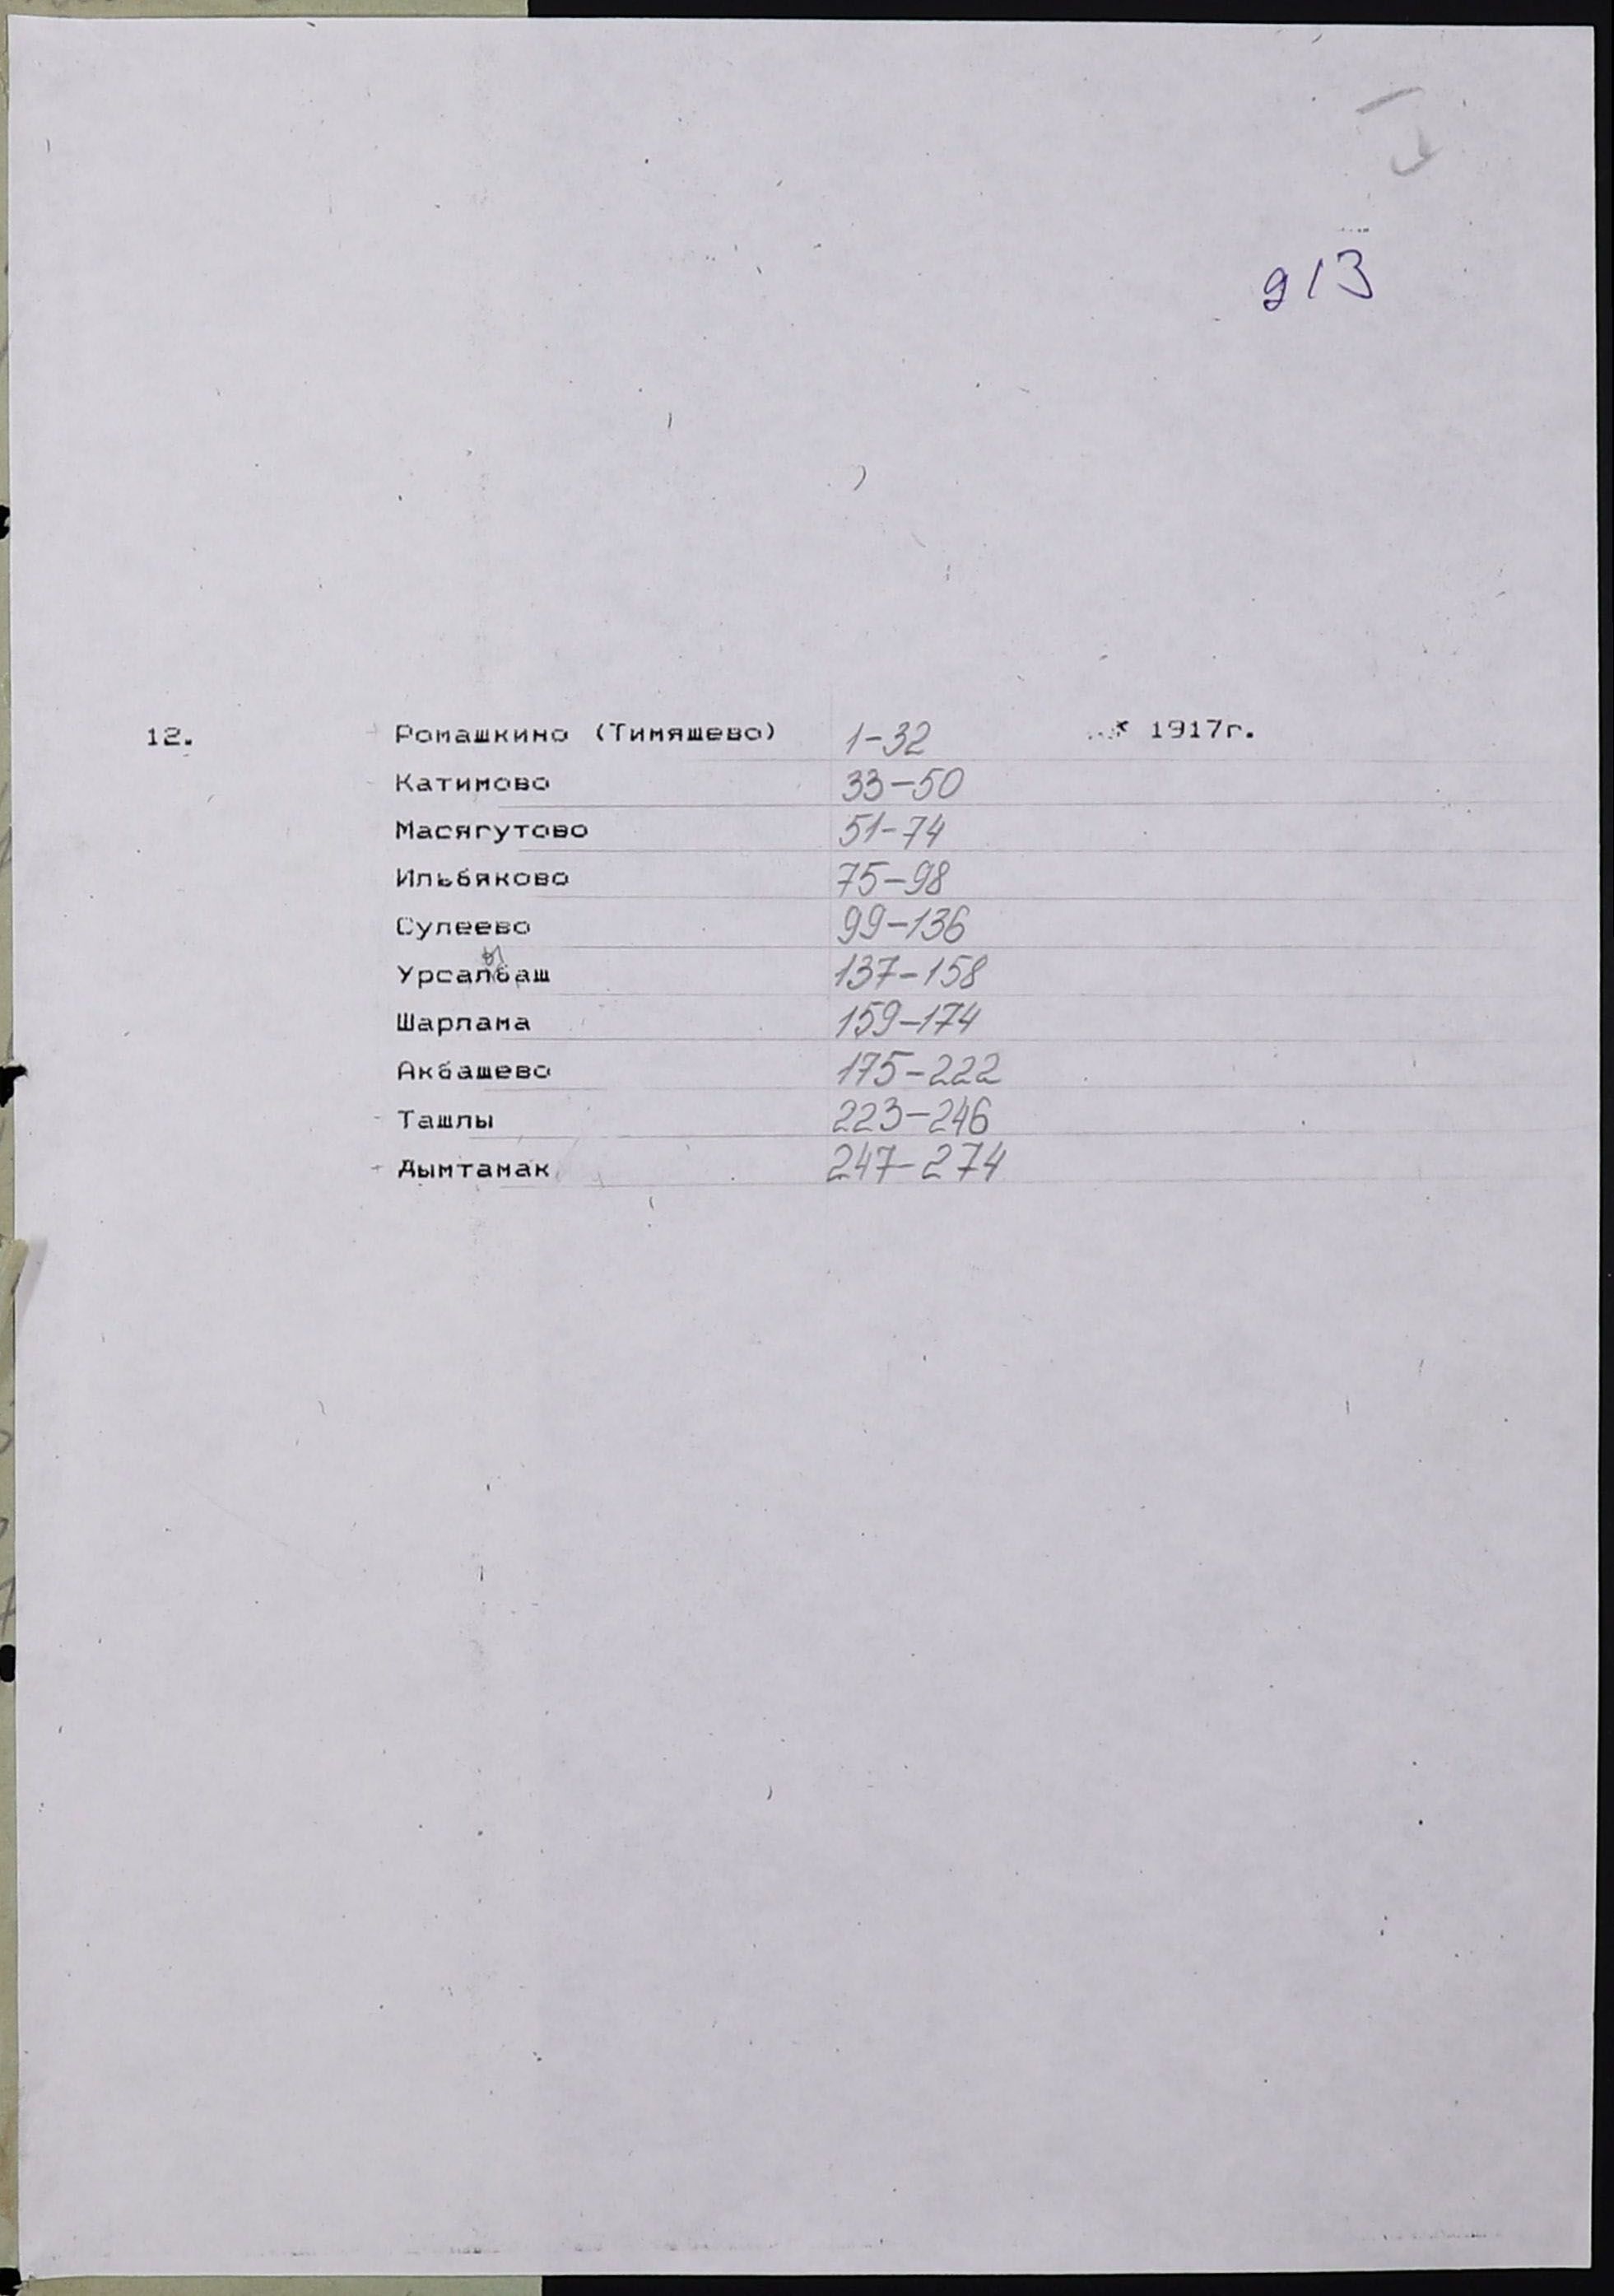 913
12. Ромашкино (Тимяшево) 1-32 1917г.
Катимово 33-50
Масягутово 51-74
Ильбяково 75-98
Сулеево 99-136
ы
Урсалбаш 137-158
Шарлама 159-174
Акбашево 175-222
Ташлы 223-246
Дымтамак 247-274